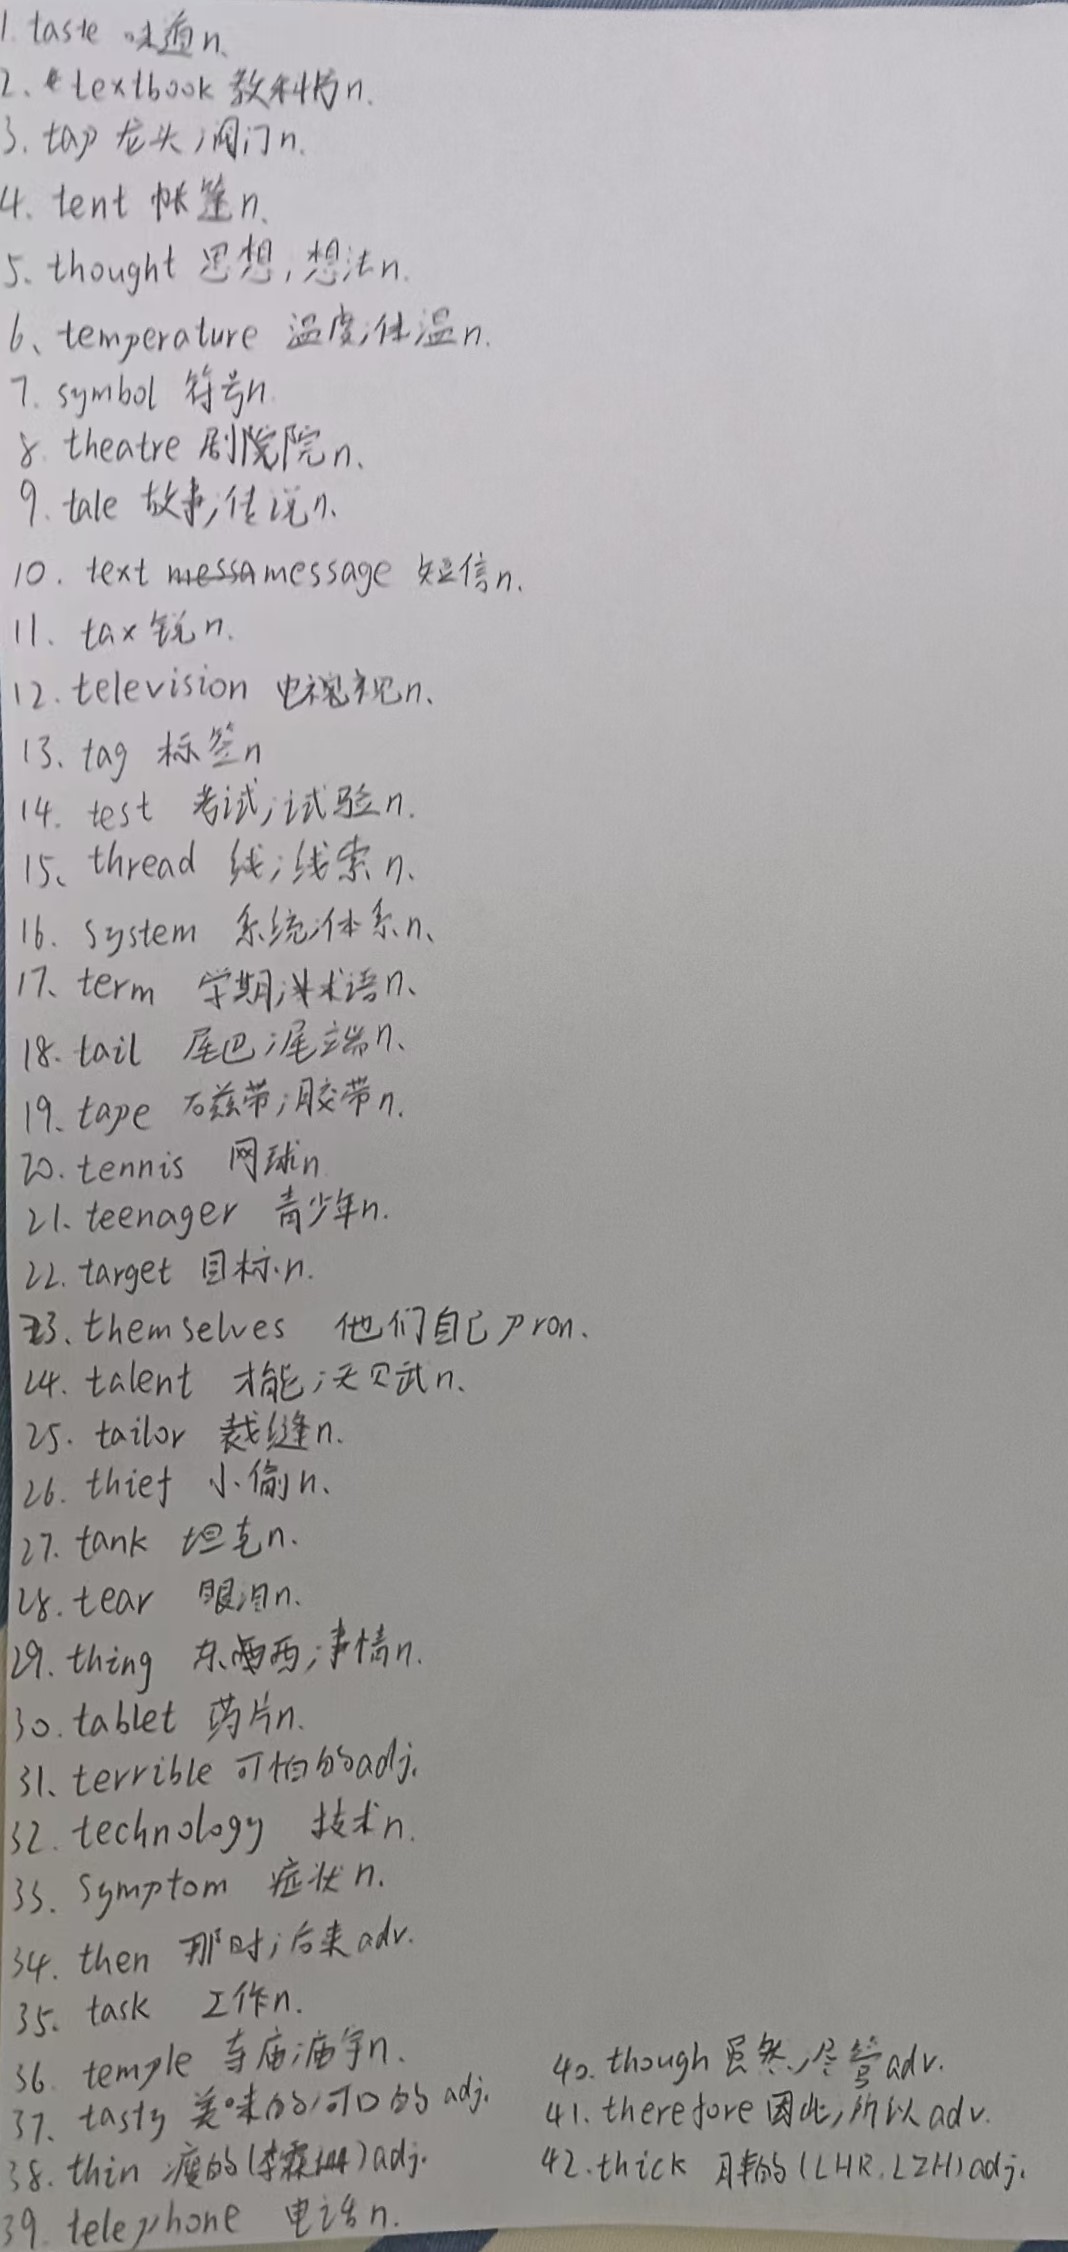 1. taste 味道n.
2. textbook 教科书n.
3. tap 龙头;阀门n.
4. tent 帐篷n.
5. thought 思想,想法n.
6. temperature 温度;体温n.
7. symbol 符号n.
8. theatre 剧院n.
9. tale 故事;传说n.
10. text message 短信n.
11. tax 税n.
12. television 电视n.
13. tag 标签n
14. test 考试;试验n.
15. thread 线;线索n.
16. system 系统;体系n.
17. term 学期;术语n.
18. tail 尾巴;尾端n.
19. tape 磁带;胶带n.
20. tennis 网球n
21. teenager 青少年n.
22. target 目标n.
23. themselves 他们自己pron.
24. talent 才能;天赋n.
25. tailor 裁缝n.
26. thief 小偷n.
27. tank 坦克n.
28. tear 眼泪n.
29. thing 东西;事情n.
30. tablet 药片n.
31. terrible 可怕的adj.
32. technology 技术n.
33. symptom 症状n.
34. then 那时;后来adv.
35. task 工作n.
36. temple 寺庙;庙宇n.
37. tasty 美味的;可口的adj.
38. thin 瘦的(李霖)adj.
39. telephone 电话n.
40. though 虽然;尽管adv.
41. therefore 因此;所以adv.
42. thick 胖的(LHR.LZH)adj.